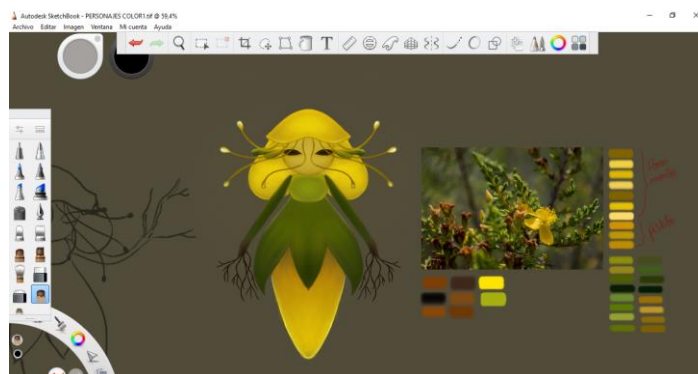 Autodesk SketchBook - PERSONAJES COLOR1.tif @ 59,4%
Archivo Editar Imagen Ventana Mi cuenta Ayuda
T